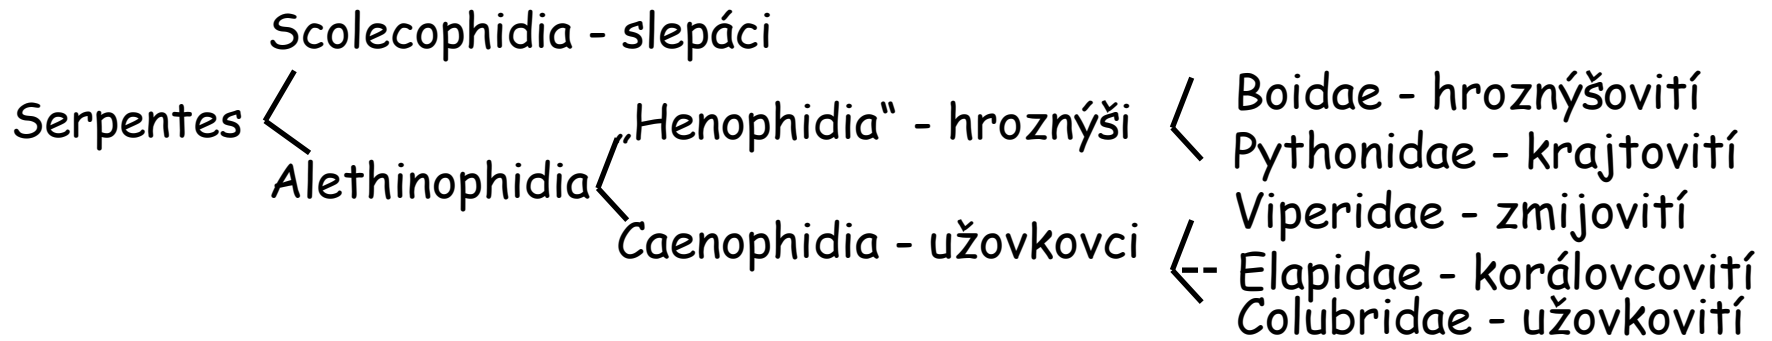 Scolecophidia - slepáci
Serpentes
Alethinophidia
„Henophidia“ - hroznýši
Caenophidia - užovkovci
Boidae - hroznýšovití
Pythonidae - krajtovití
Viperidae - zmijovití
Elapidae - korálovcovití
Colubridae - užovkovití